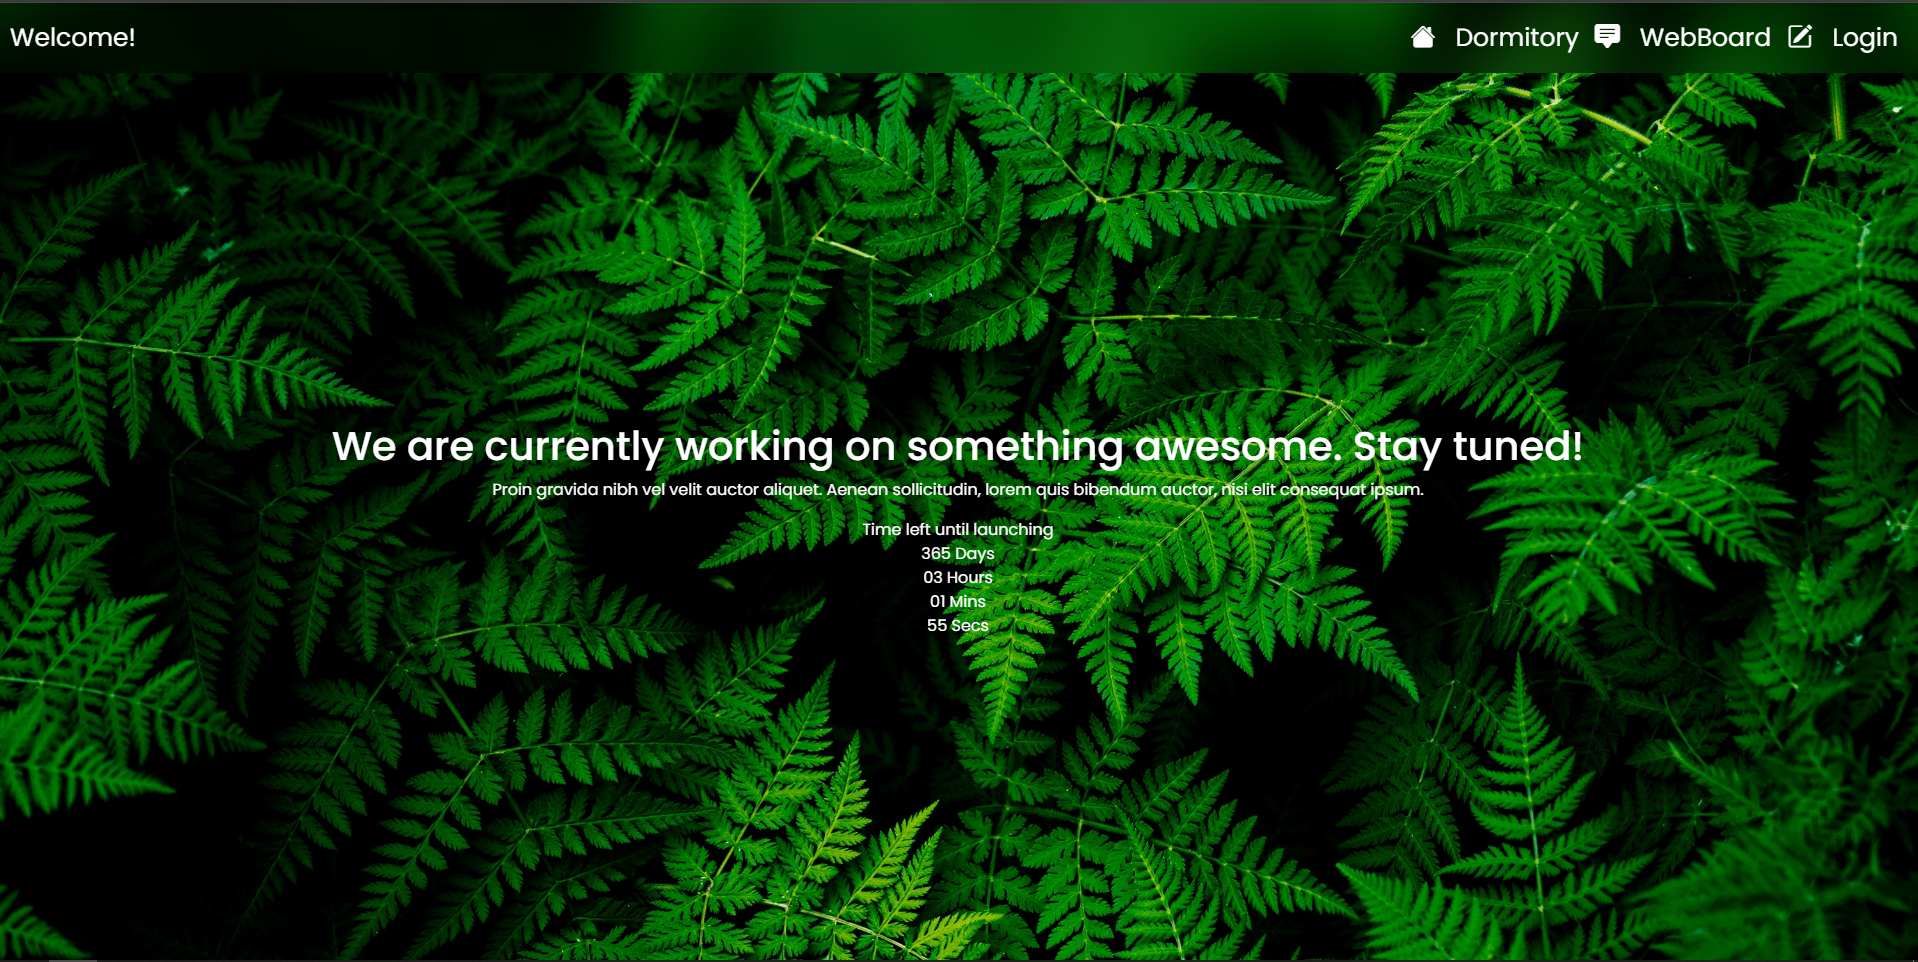 Welcome! Dormitory WebBoard Login
We are currently working on something awesome. Stay tuned!
Proin gravida nibh vel velit auctor aliquet. Aenean sollicitudin, lorem quis bibendum auctor, nisi elit consequat ipsum.
Time left until launching
365 Days
03 Hours
01 Mins
55 Secs